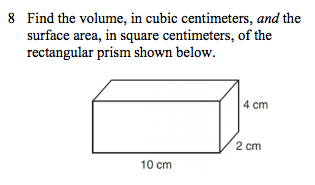 8 Find the volume, in cubic centimeters, and the
surface area, in square centimeters, of the
rectangular prism shown below.
4 cm
2 cm
10 cm